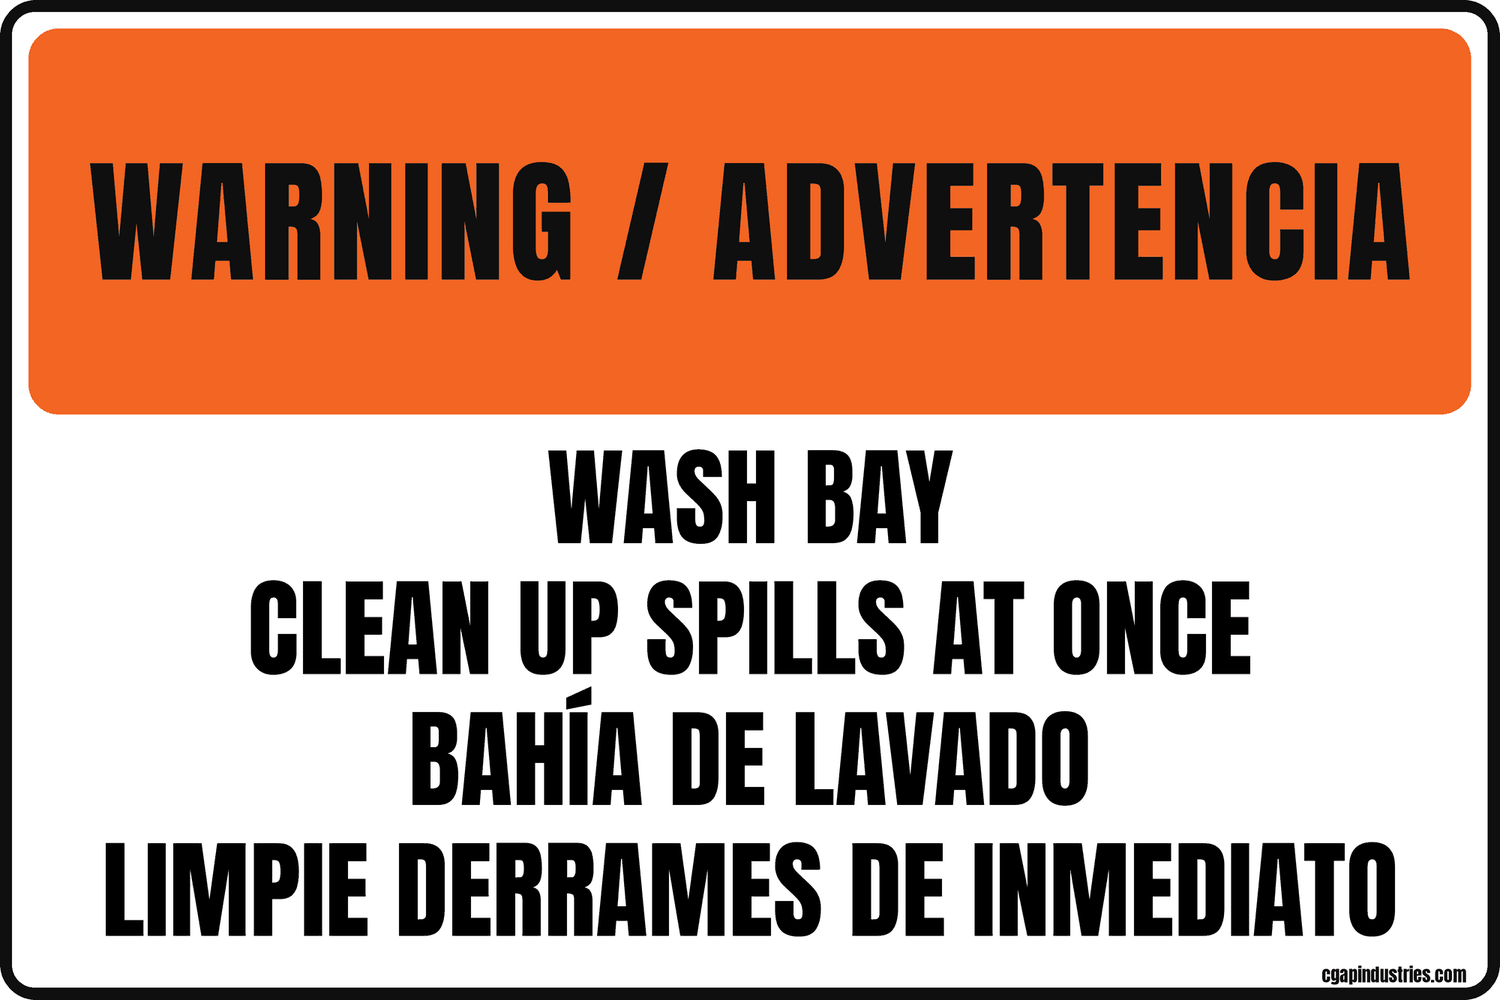 WARNING / ADVERTENCIA
WASH BAY
CLEAN UP SPILLS AT ONCE
BAHÍA DE LAVADO
LIMPIE DERRAMES DE INMEDIATO
cgapindustries.com